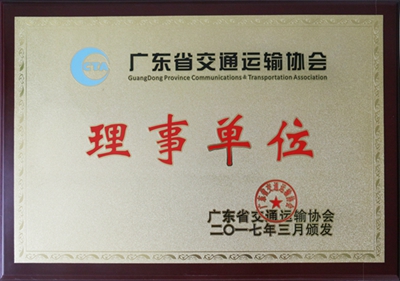 广东省交通运输协会
GuangDong Province Communications & Transportation Association
理事单位
广东省交通运输协会
二〇一七年三月颁发